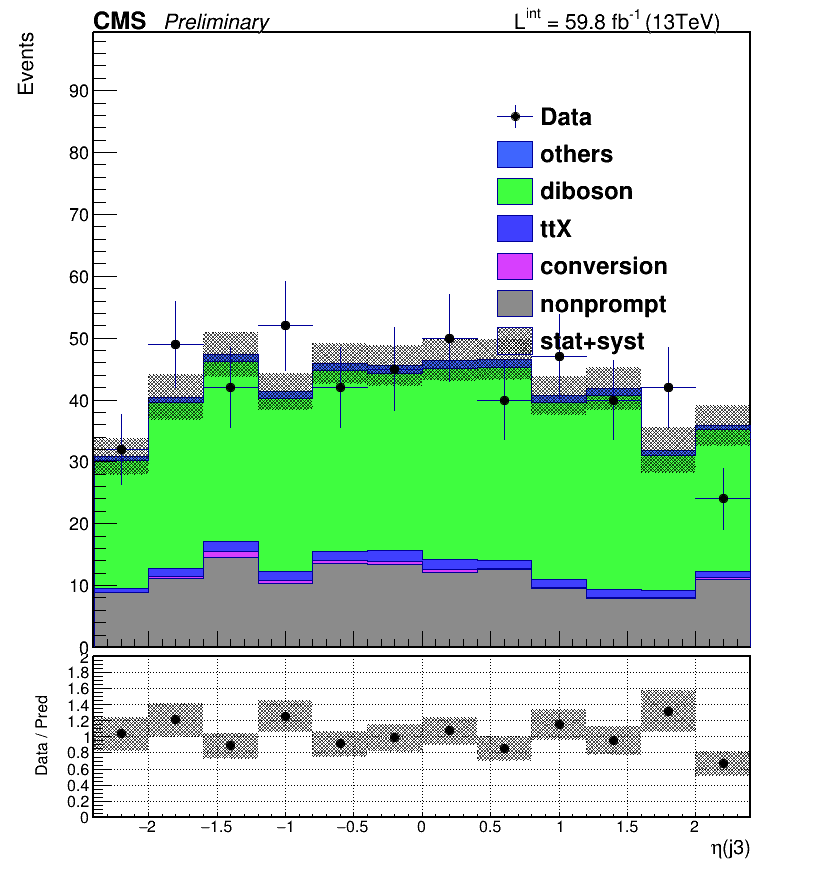 CMS Preliminary L^int = 59.8 fb^-1 (13TeV)
Events
90
80
70
60
50
40
30
20
10
0
Data
others
diboson
ttX
conversion
nonprompt
stat+syst
Data / Pred
2
1.8
1.6
1.4
1.2
1
0.8
0.6
0.4
0.2
0
−2 −1.5 −1 −0.5 0 0.5 1 1.5 2
η(j3)